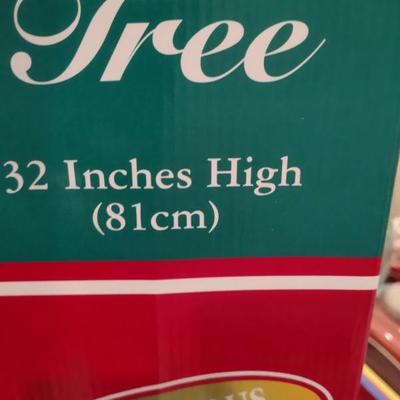 Tree
32 Inches High
(81cm)